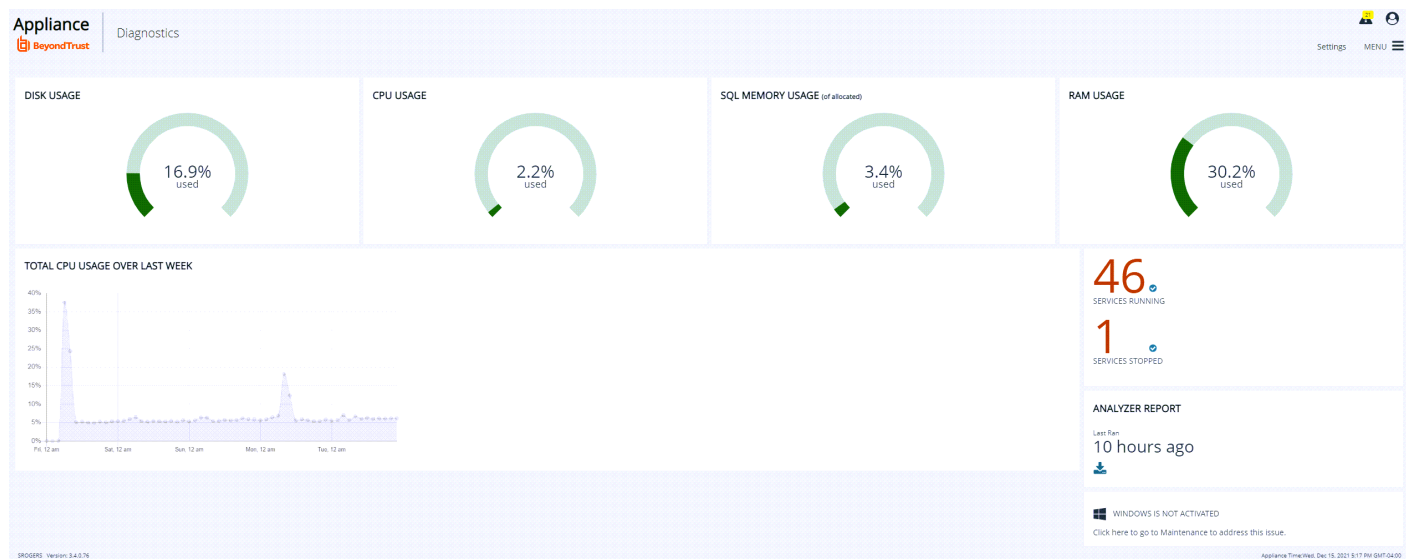 Appliance
BeyondTrust
Diagnostics
21
Settings MENU
DISK USAGE
16.9%
used
CPU USAGE
2.2%
used
SQL MEMORY USAGE (of allocated)
3.4%
used
RAM USAGE
30.2%
used
TOTAL CPU USAGE OVER LAST WEEK
40%
35%
30%
25%
20%
15%
10%
5%
0%
Fri, 12 am Sat, 12 am Sun, 12 am Mon, 12 am Tue, 12 am
46
SERVICES RUNNING
1
SERVICES STOPPED
ANALYZER REPORT
Last Ran
10 hours ago
WINDOWS IS NOT ACTIVATED
Click here to go to Maintenance to address this issue.
SROGERS Version: 3.4.0.76
Appliance Time:Wed, Dec 15, 2021 5:17 PM GMT-04:00